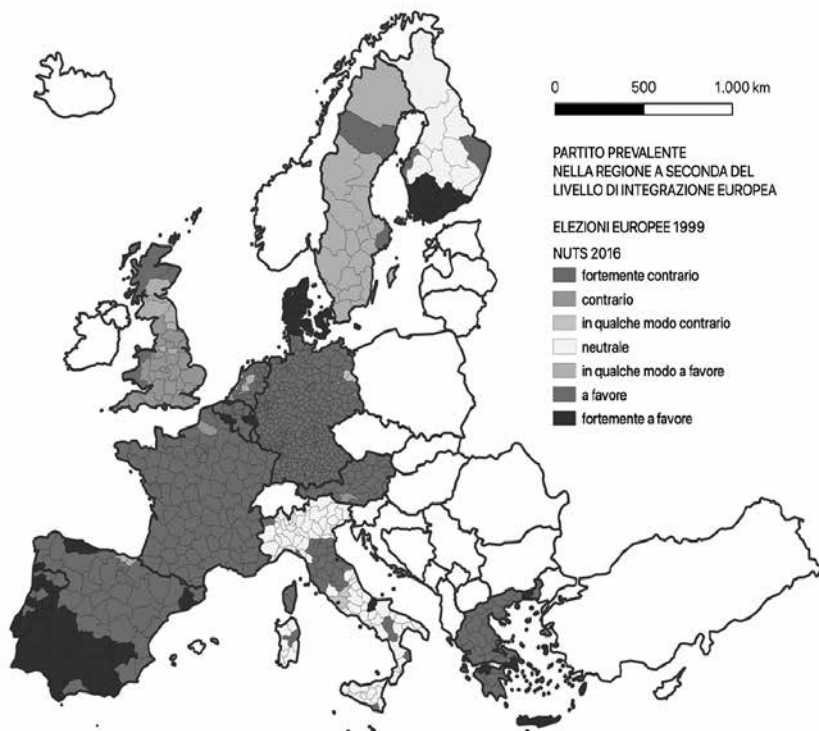 0 500 1.000 km
PARTITO PREVALENTE
NELLA REGIONE A SECONDA DEL
LIVELLO DI INTEGRAZIONE EUROPEA
ELEZIONI EUROPEE 1999
NUTS 2016
fortemente contrario
contrario
in qualche modo contrario
neutrale
in qualche modo a favore
a favore
fortemente a favore